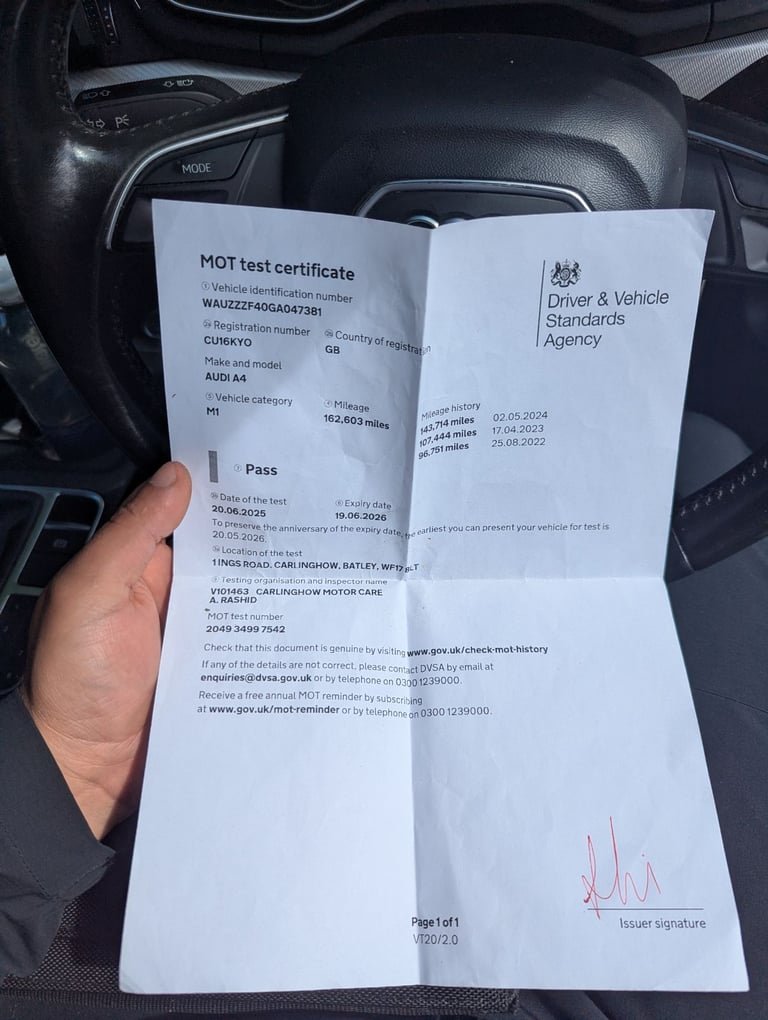 MODE
MOT test certificate
Driver & Vehicle
Standards
Agency
Vehicle identification number
WAUZZZF40GA047381
Registration number
CU16KYO
Country of registration
GB
Make and model
AUDI A4
Vehicle category
M1
Mileage
162,603 miles
Mileage history
143,714 miles 02.05.2024
107,444 miles 17.04.2023
96,751 miles 25.08.2022
Pass
Date of the test
20.06.2025
Expiry date
19.06.2026
To preserve the anniversary of the expiry date, the earliest you can present your vehicle for test is
20.05.2026.
Location of the test
1 INGS ROAD, CARLINGHOW, BATLEY, WF17 8LT
Testing organisation and inspector name
V101463 CARLINGHOW MOTOR CARE
A. RASHID
MOT test number
2049 3499 7542
Check that this document is genuine by visiting www.gov.uk/check-mot-history
If any of the details are not correct, please contact DVSA by email at
enquiries@dvsa.gov.uk or by telephone on 0300 1239000.
Receive a free annual MOT reminder by subscribing
at www.gov.uk/mot-reminder or by telephone on 0300 1239000.
Issuer signature
Page 1 of 1
VT20/2.0